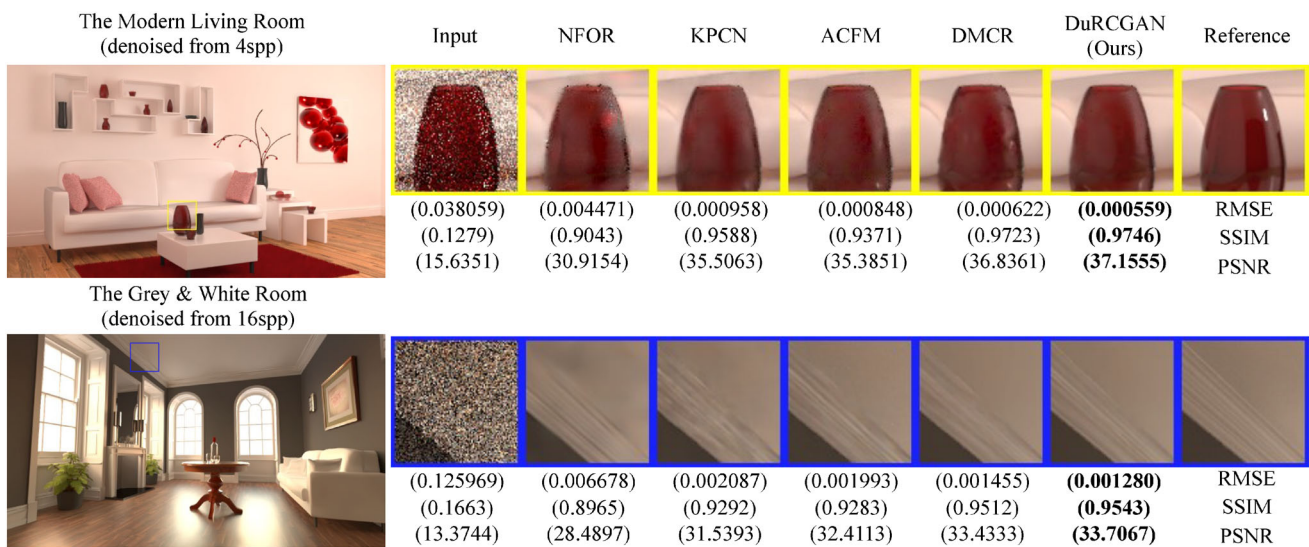 The Modern Living Room
(denoised from 4spp)
Input NFOR KPCN ACFM DMCR DuRCGAN (Ours) Reference
(0.038059) (0.004471) (0.000958) (0.000848) (0.000622) (0.000559) RMSE
(0.1279) (0.9043) (0.9588) (0.9371) (0.9723) (0.9746) SSIM
(15.6351) (30.9154) (35.5063) (35.3851) (36.8361) (37.1555) PSNR
The Grey & White Room
(denoised from 16spp)
(0.125969) (0.006678) (0.002087) (0.001993) (0.001455) (0.001280) RMSE
(0.1663) (0.8965) (0.9292) (0.9283) (0.9512) (0.9543) SSIM
(13.3744) (28.4897) (31.5393) (32.4113) (33.4333) (33.7067) PSNR